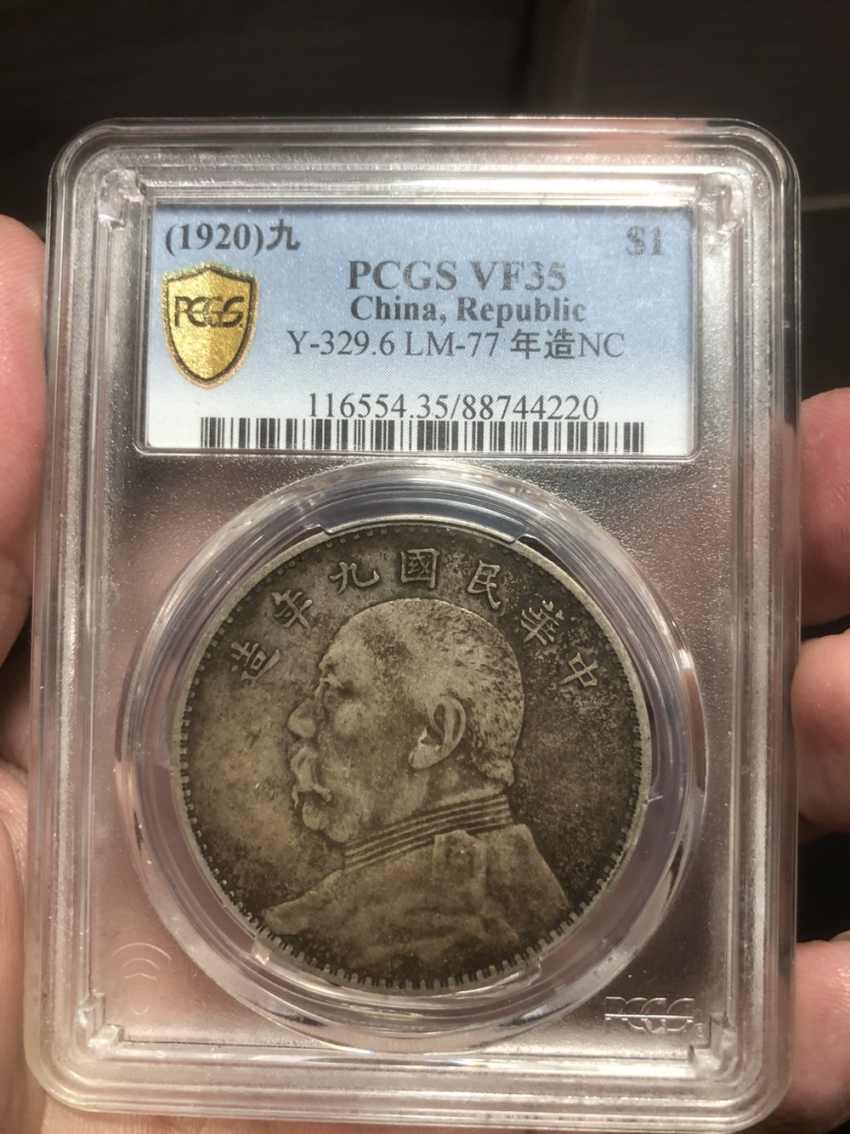 (1920)九 $1
PCGS VF35
China, Republic
Y-329.6 LM-77 年造NC
116554.35/88744220
PCGS
中華民國九年造
PCGS